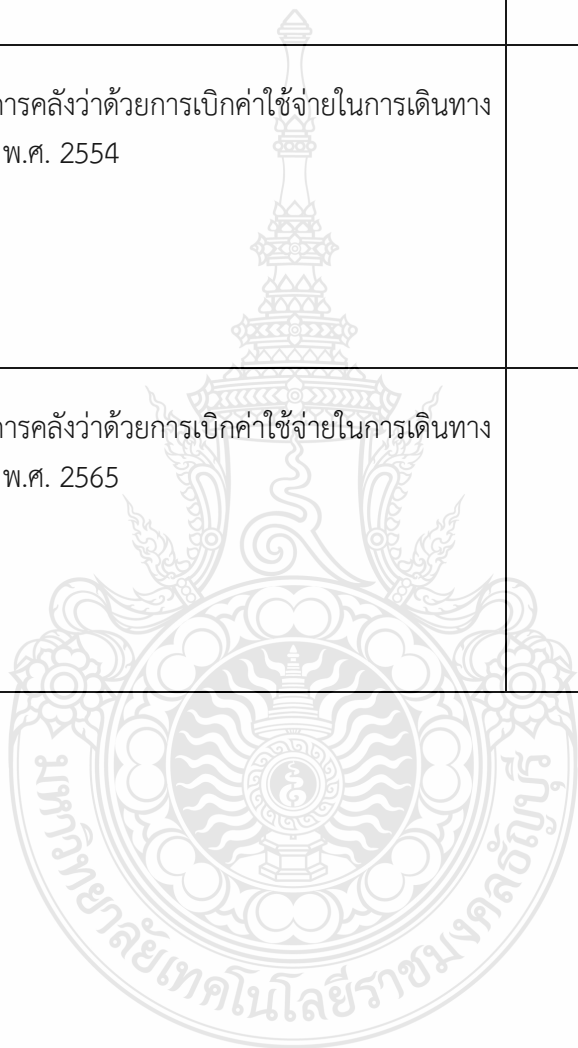 การคลังว่าด้วยการเบิกค่าใช้จ่ายในการเดินทาง
พ.ศ. 2554
การคลังว่าด้วยการเบิกค่าใช้จ่ายในการเดินทาง
พ.ศ. 2565
มหาวิทยาลัยเทคโนโลยีราชมงคลธัญบุรี